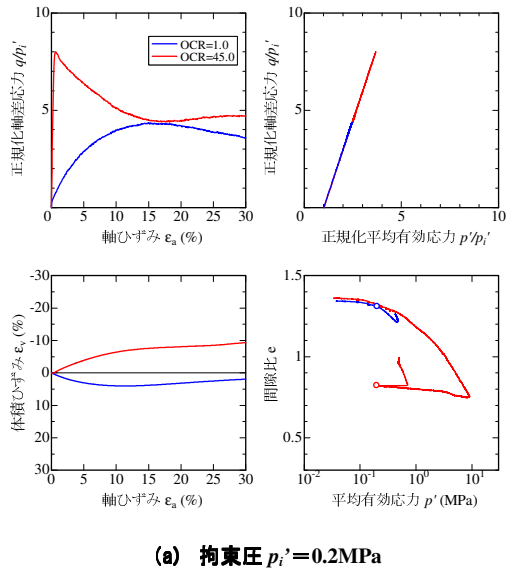 10
5
0
0 5 10 15 20 25 30
正規化軸差応力 q/pi'
軸ひずみ εa (%)
OCR=1.0
OCR=45.0
10
5
0 5 10
正規化軸差応力 q/pi'
正規化平均有効応力 p'/pi'
-30
-20
-10
0
10
20
30
0 5 10 15 20 25 30
体積ひずみ εv (%)
軸ひずみ εa (%)
1.5
1
0.5
10-2 10-1 100 101
間隙比 e
平均有効応力 p' (MPa)
(a) 拘束圧 pi'=0.2MPa